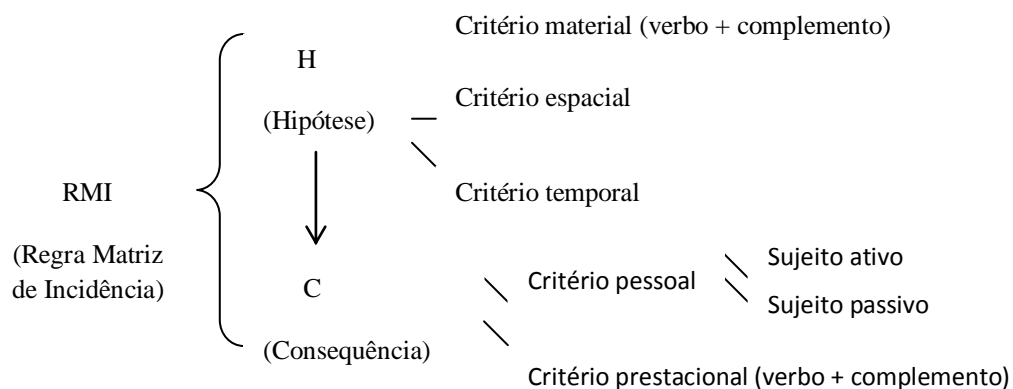 Critério material (verbo + complemento)
H
Critério espacial
(Hipótese)
RMI
Critério temporal
(Regra Matriz
de Incidência)
C
Critério pessoal
Sujeito ativo
Sujeito passivo
(Consequência)
Critério prestacional (verbo + complemento)